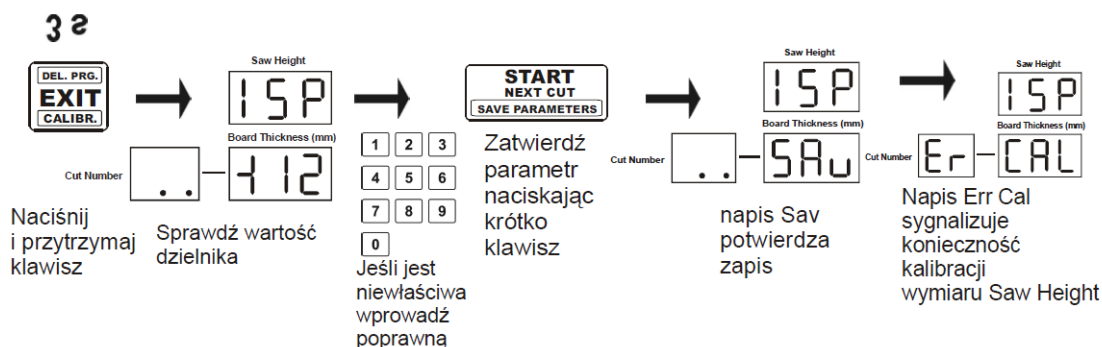 3 s
DEL. PRG.
EXIT
CALIBR.
Naciśnij
i przytrzymaj
klawisz
Saw Height
ISP
Board Thickness (mm)
Cut Number
. .
412
Sprawdź wartość
dzielnika
1 2 3
4 5 6
7 8 9
0
Jeśli jest
niewłaściwa
wprowadź
poprawną
START
NEXT CUT
SAVE PARAMETERS
Zatwierdź
parametr
naciskając
krótko
klawisz
Saw Height
ISP
Board Thickness (mm)
Cut Number
. .
SAv
napis Sav
potwierdza
zapis
Saw Height
ISP
Board Thickness (mm)
Cut Number
Er
CAL
Napis Err Cal
sygnalizuje
konieczność
kalibracji
wymiaru Saw Height